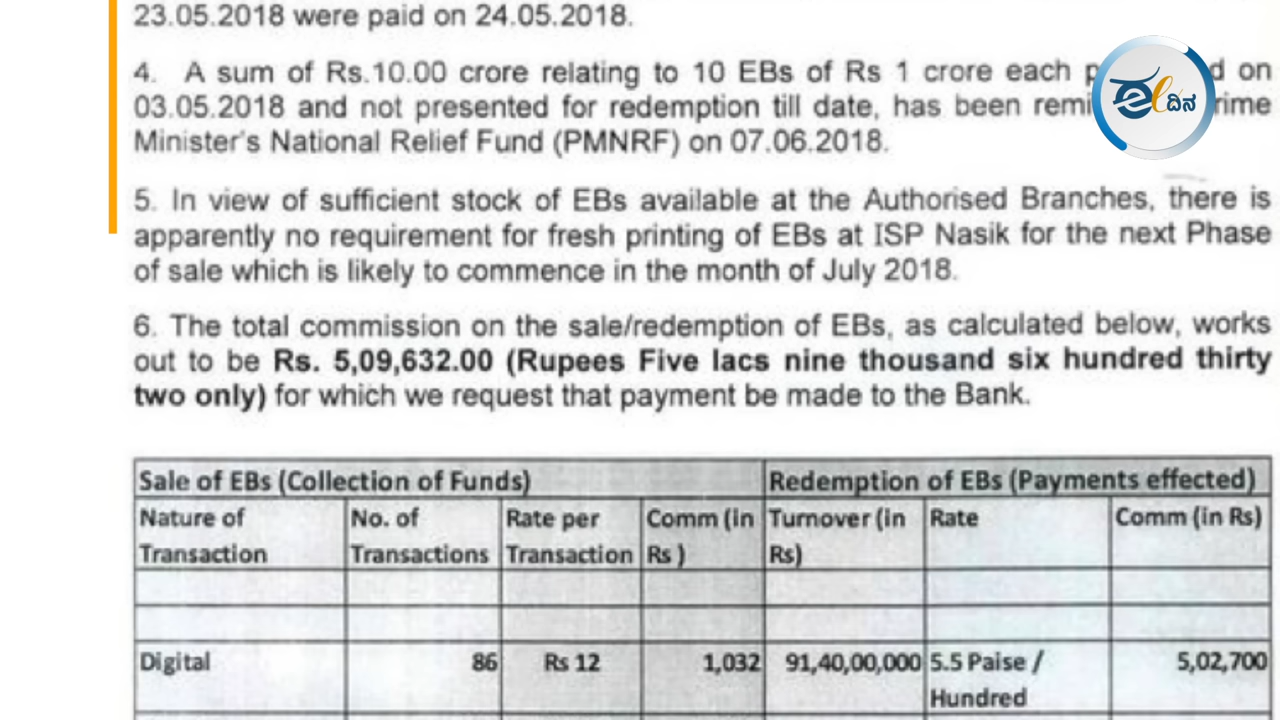 23.05.2018 were paid on 24.05.2018.
4. A sum of Rs.10.00 crore relating to 10 EBs of Rs 1 crore each on
03.05.2018 and not presented for redemption till date, has been
Minister's National Relief Fund (PMNRF) on 07.06.2018.
5. In view of sufficient stock of EBs available at the Authorised Branches, there is
apparently no requirement for fresh printing of EBs at ISP Nasik for the next Phase
of sale which is likely to commence in the month of July 2018.
6. The total commission on the sale/redemption of EBs, as calculated below, works
out to be Rs. 5,09,632.00 (Rupees Five lacs nine thousand six hundred thirty
two only) for which we request that payment be made to the Bank.
Sale of EBs (Collection of Funds) Redemption of EBs (Payments effected)
Nature of Transaction No. of Transactions Rate per Transaction Comm (in Rs ) Turnover (in Rs) Rate Comm (in Rs)
Digital 86 Rs 12 1,032 91,40,00,000 5.5 Paise / Hundred 5,02,700
ದಿನ